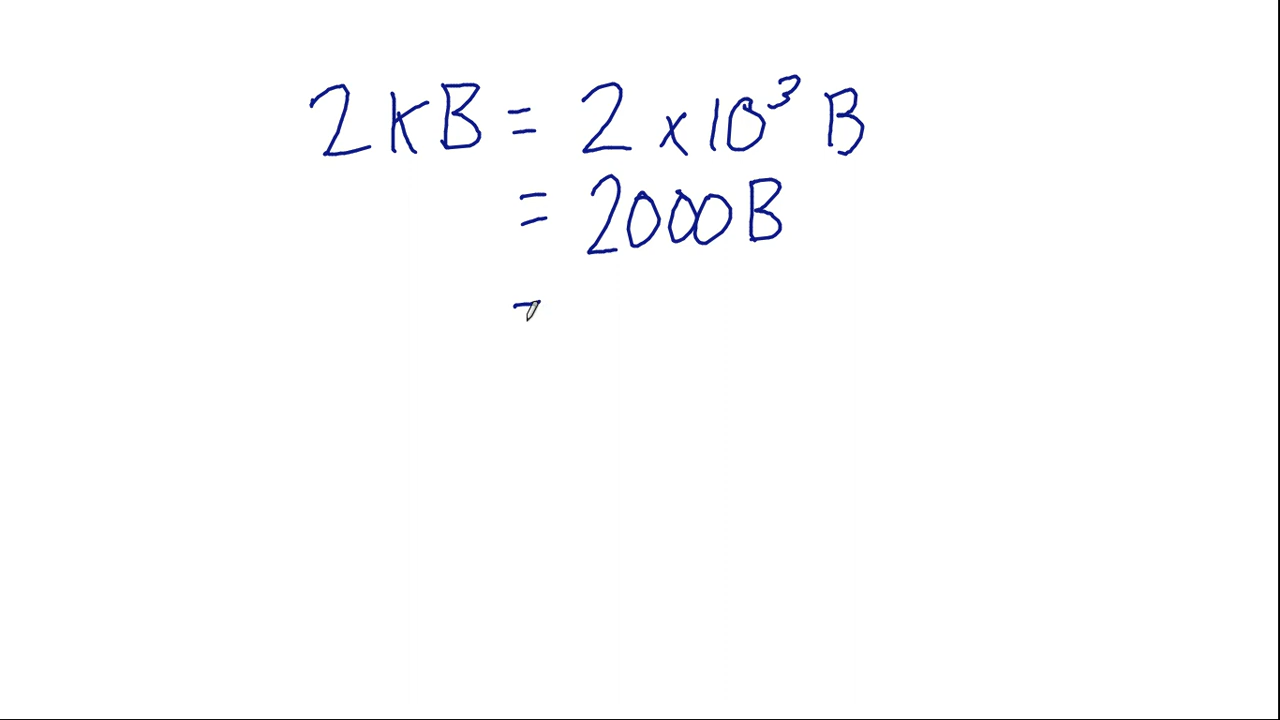 2 kB = 2 × 10³ B
= 2000 B